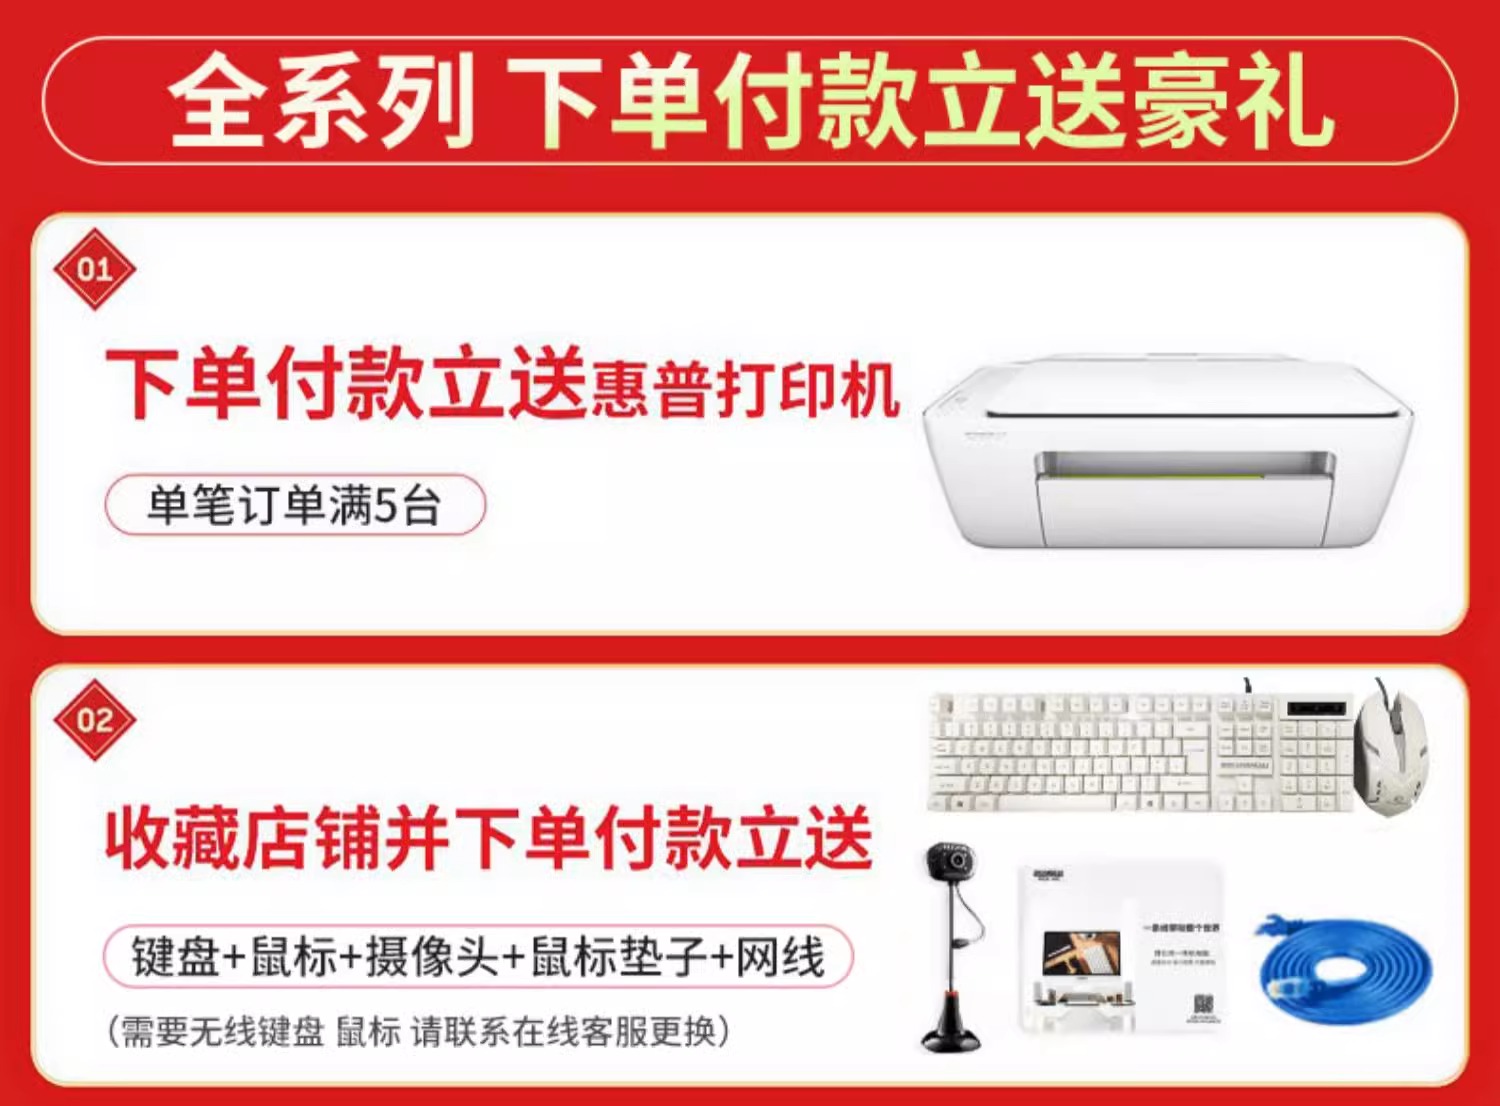 全系列 下单付款立送豪礼
01
下单付款立送惠普打印机
单笔订单满5台
02
收藏店铺并下单付款立送
键盘+鼠标+摄像头+鼠标垫子+网线
（需要无线键盘 鼠标 请联系在线客服更换）